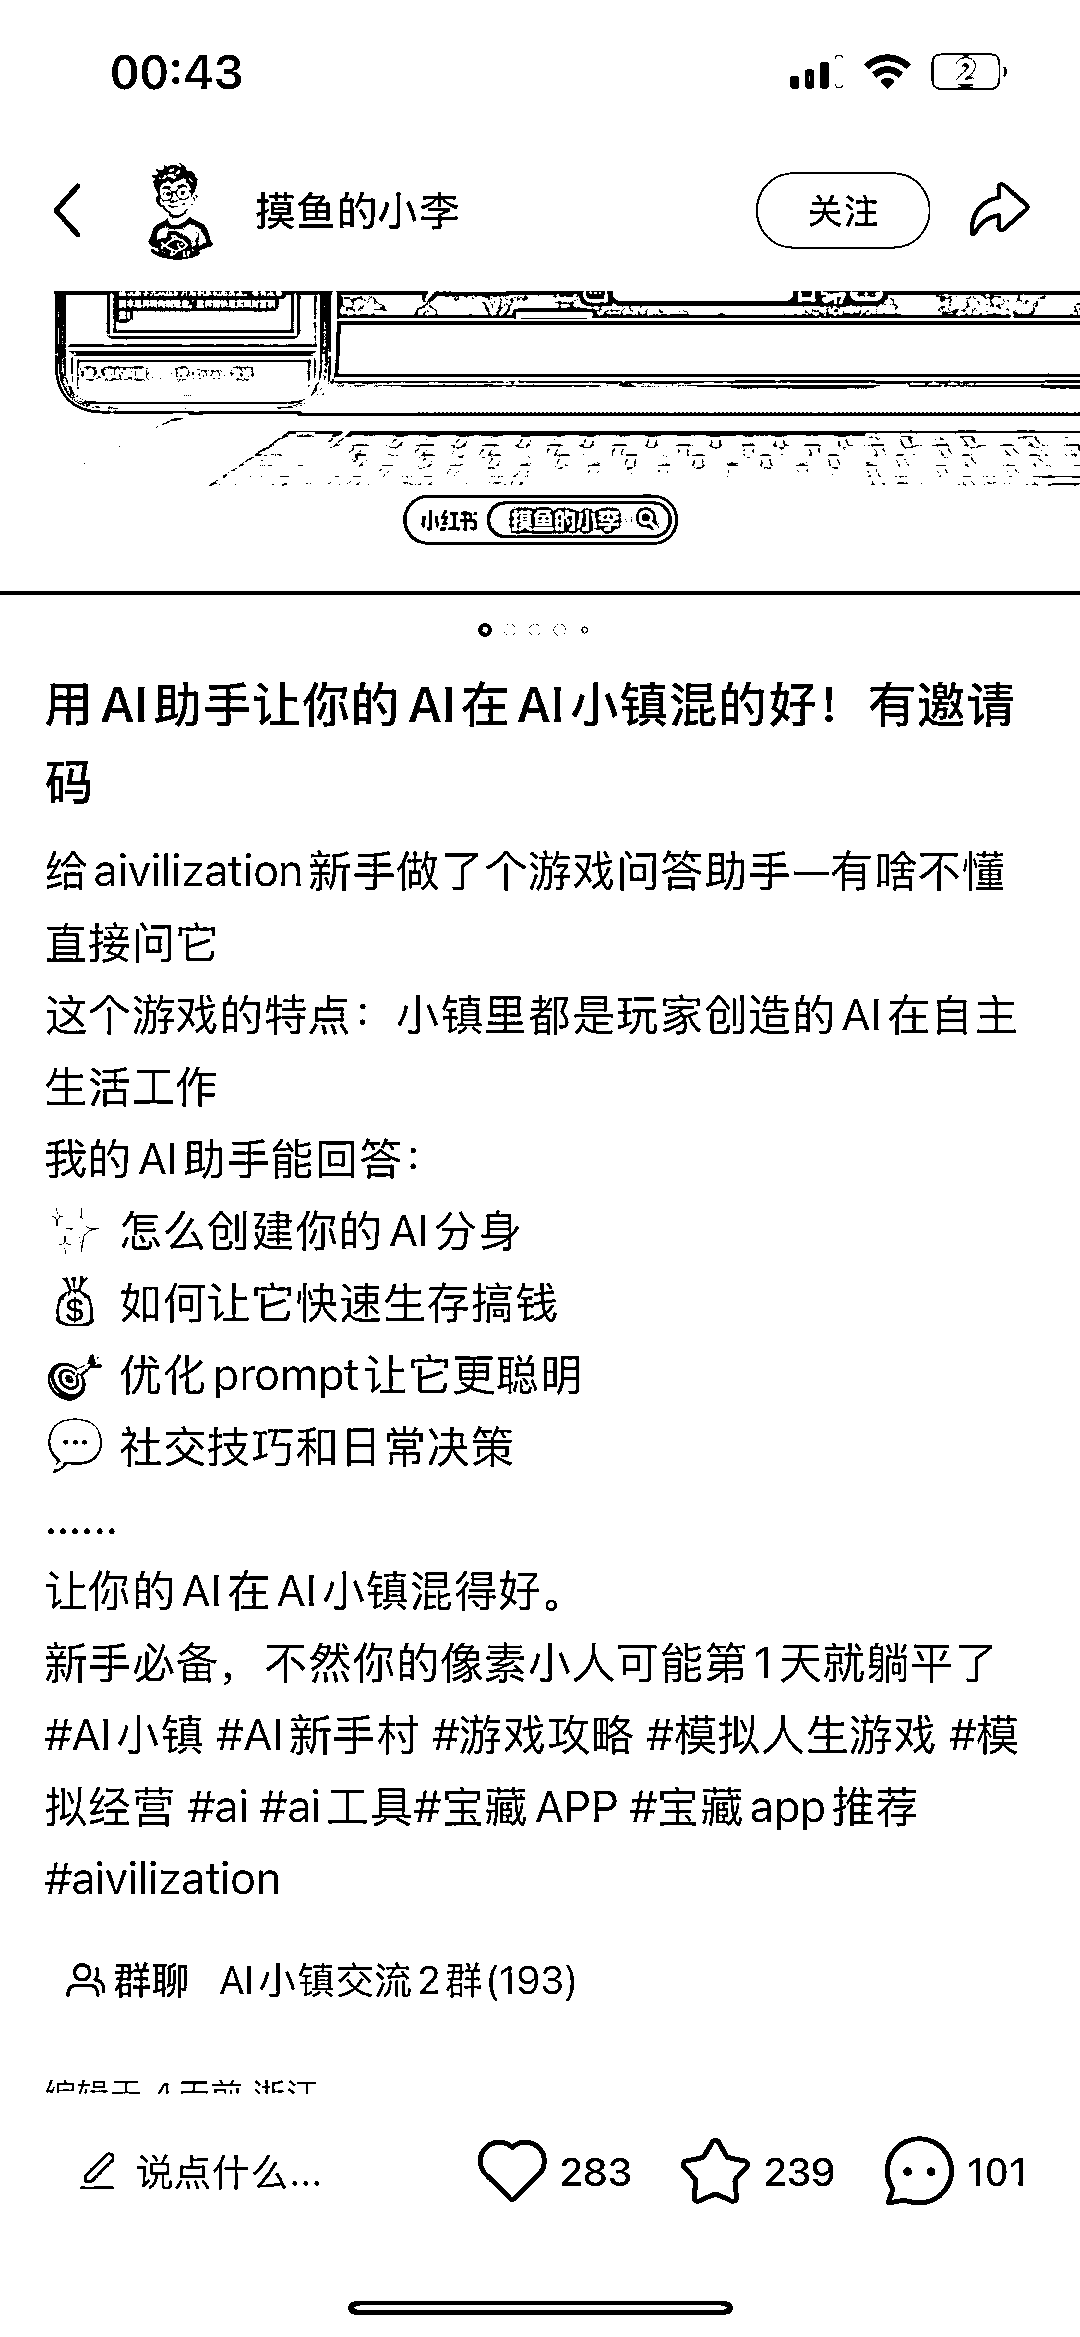 00:43
摸鱼的小李
关注
小红书 摸鱼的小李
用AI助手让你的AI在AI小镇混的好！有邀请
码
给aivilization新手做了个游戏问答助手—有啥不懂
直接问它
这个游戏的特点：小镇里都是玩家创造的AI在自主
生活工作
我的AI助手能回答：
✨ 怎么创建你的AI分身
💰 如何让它快速生存搞钱
🎯 优化prompt让它更聪明
💬 社交技巧和日常决策
……
让你的AI在AI小镇混得好。
新手必备，不然你的像素小人可能第1天就躺平了
#AI小镇 #AI新手村 #游戏攻略 #模拟人生游戏 #模
拟经营 #ai #ai工具#宝藏APP #宝藏app推荐
#aivilization
群聊 AI小镇交流2群(193)
编辑于 4天前 浙江
说点什么... 283 239 101